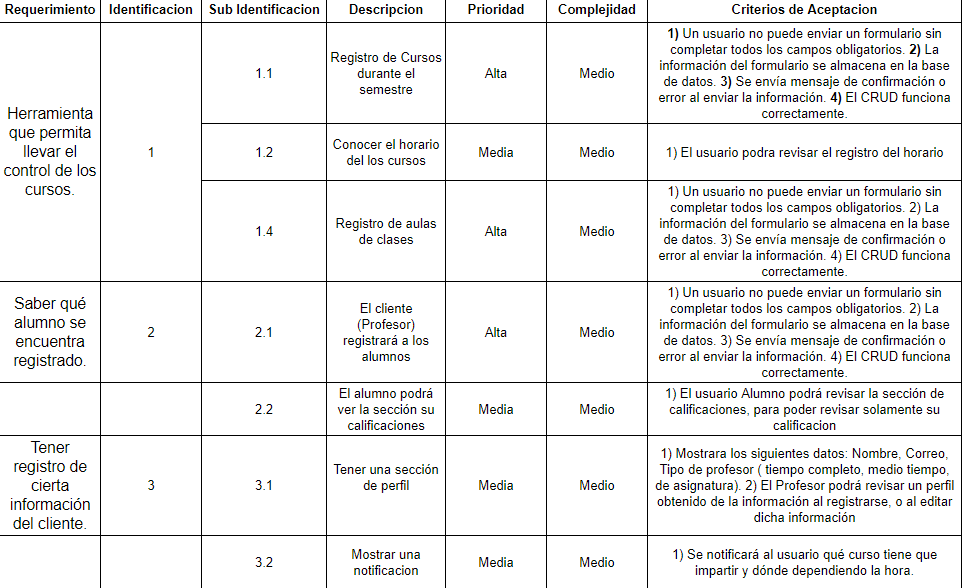 Requerimiento Identificacion Sub Identificacion Descripcion Prioridad Complejidad Criterios de Aceptacion
Herramienta
que permita
llevar el
control de los
cursos.
1
1.1
Registro de Cursos
durante el
semestre
Alta
Medio
1) Un usuario no puede enviar un formulario sin
completar todos los campos obligatorios. 2) La
información del formulario se almacena en la base
de datos. 3) Se envía mensaje de confirmación o
error al enviar la información. 4) El CRUD funciona
correctamente.
1.2
Conocer el horario
del los cursos
Media
Medio
1) El usuario podra revisar el registro del horario
1.4
Registro de aulas
de clases
Alta
Medio
1) Un usuario no puede enviar un formulario sin
completar todos los campos obligatorios. 2) La
información del formulario se almacena en la base
de datos. 3) Se envía mensaje de confirmación o
error al enviar la información. 4) El CRUD funciona
correctamente.
Saber qué
alumno se
encuentra
registrado.
2
2.1
El cliente
(Profesor)
registrará a los
alumnos
Alta
Medio
1) Un usuario no puede enviar un formulario sin
completar todos los campos obligatorios. 2) La
información del formulario se almacena en la base
de datos. 3) Se envía mensaje de confirmación o
error al enviar la información. 4) El CRUD funciona
correctamente.
2.2
El alumno podrá
ver la sección su
calificaciones
Media
Medio
1) El usuario Alumno podrá revisar la sección de
calificaciones, para poder revisar solamente su
calificacion
Tener
registro de
cierta
información
del cliente.
3
3.1
Tener una sección
de perfil
Media
Medio
1) Mostrara los siguientes datos: Nombre, Correo,
Tipo de profesor ( tiempo completo, medio tiempo,
de asignatura). 2) El Profesor podrá revisar un perfil
obtenido de la información al registrarse, o al editar
dicha información
3.2
Mostrar una
notificacion
Media
Medio
1) Se notificará al usuario qué curso tiene que
impartir y dónde dependiendo la hora.